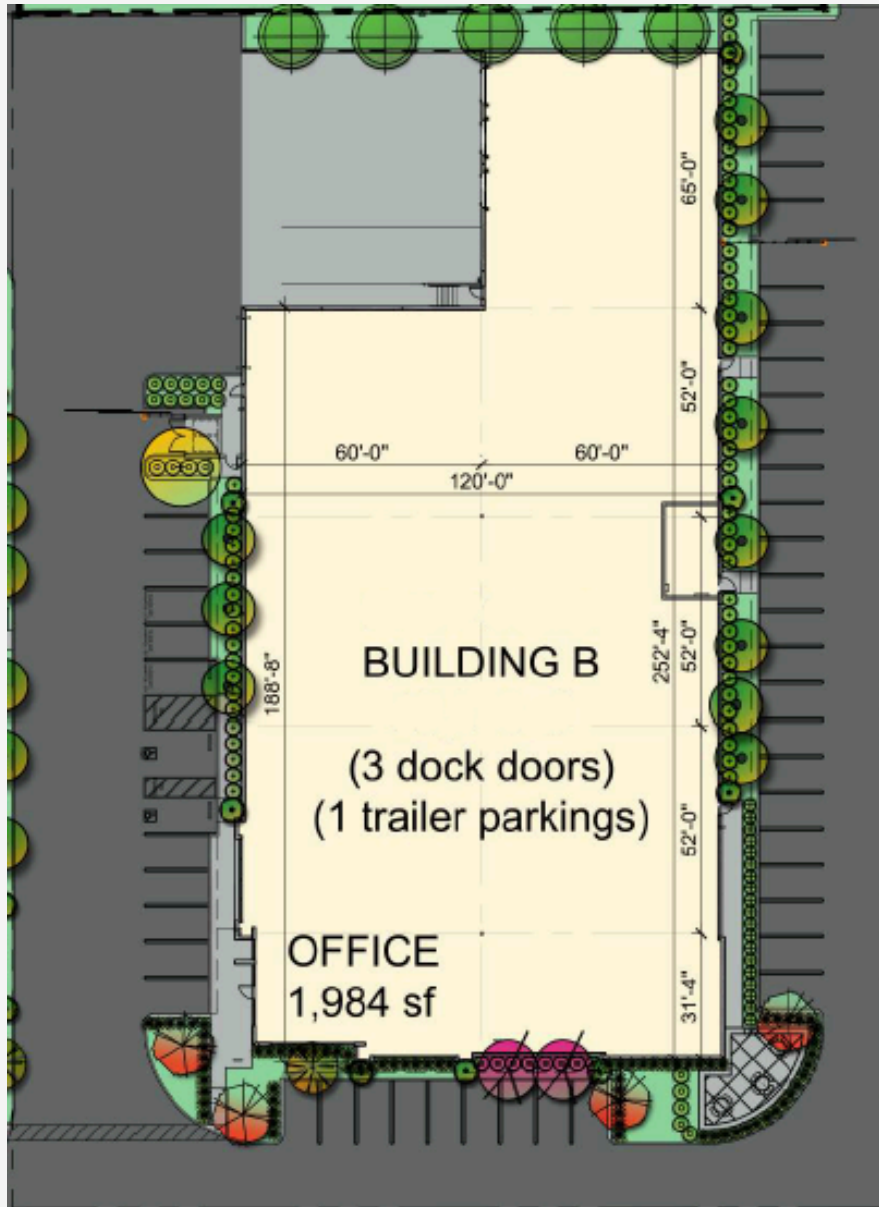 65'-0"
52'-0"
60'-0" 60'-0"
120'-0"
188'-8"
252'-4"
52'-0"
BUILDING B
(3 dock doors)
(1 trailer parkings)
52'-0"
OFFICE
1,984 sf
31'-4"